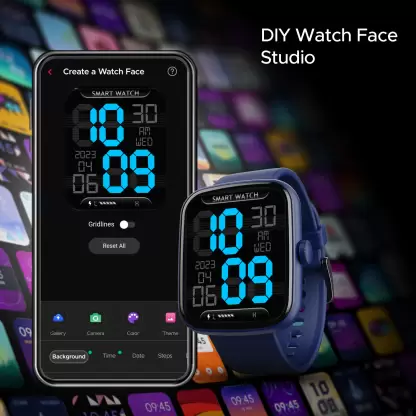 DIY Watch Face
Studio
Create a Watch Face
?
SMART WATCH
10 30
AM
WED
2023
04
06
09
Gridlines
Reset All
Gallery
Camera
Color
Theme
Background
Time
Date
Steps
SMART WATCH
10 30
AM
WED
2023
04
06
09
09:45